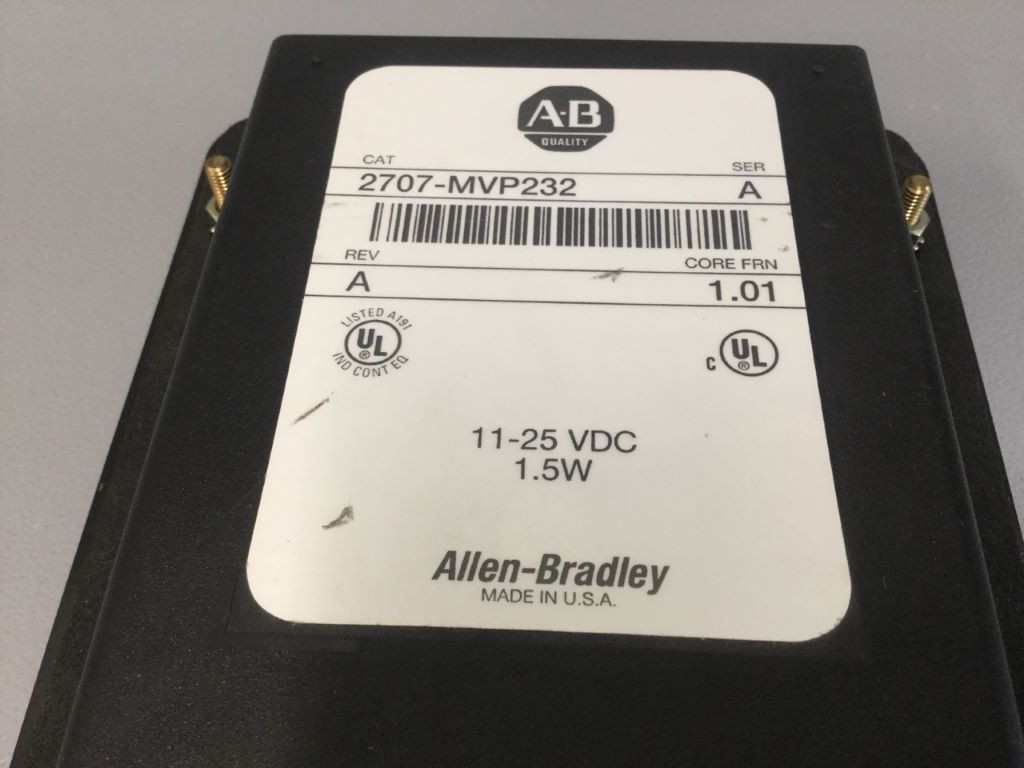 A·B
QUALITY
CAT SER
2707-MVP232 A
REV CORE FRN
A 1.01
LISTED A191
UL ®
IND CONT EQ
C UL ®
11-25 VDC
1.5W
Allen-Bradley
MADE IN U.S.A.